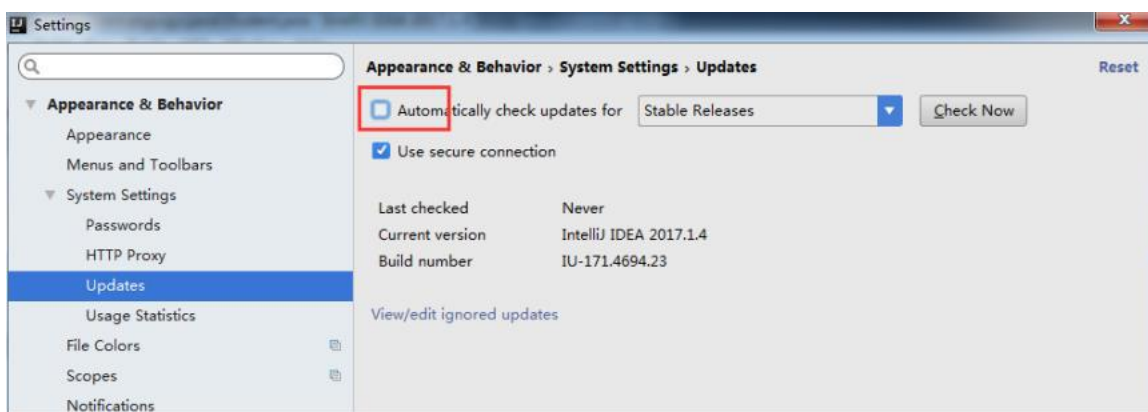 Settings
Appearance & Behavior › System Settings › Updates
Reset
Appearance & Behavior
Automatically check updates for
Stable Releases
Check Now
Appearance
Menus and Toolbars
Use secure connection
System Settings
Last checked Never
Passwords
Current version IntelliJ IDEA 2017.1.4
HTTP Proxy
Build number IU-171.4694.23
Updates
Usage Statistics
View/edit ignored updates
File Colors
Scopes
Notifications